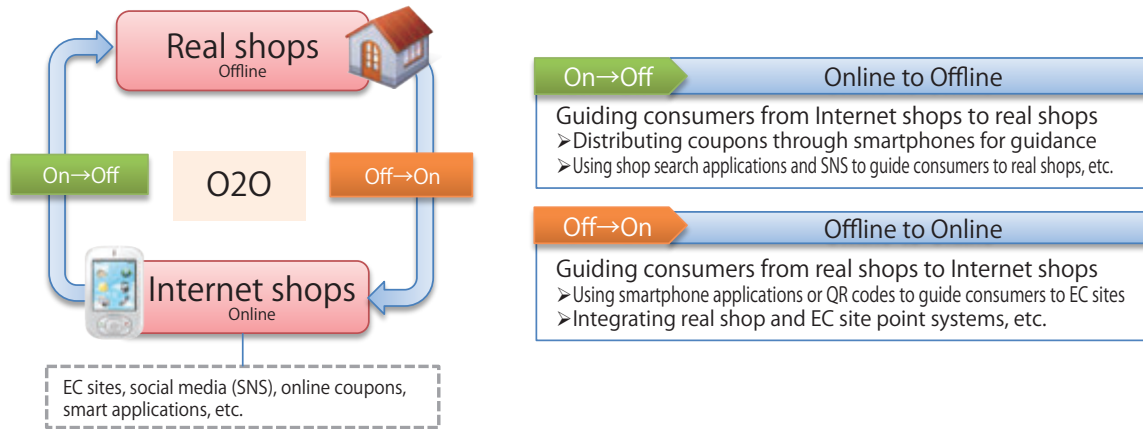 Real shops
Offline
On→Off
O2O
Off→On
Internet shops
Online
EC sites, social media (SNS), online coupons,
smart applications, etc.
On→Off
Online to Offline
Guiding consumers from Internet shops to real shops
➢Distributing coupons through smartphones for guidance
➢Using shop search applications and SNS to guide consumers to real shops, etc.
Off→On
Offline to Online
Guiding consumers from real shops to Internet shops
➢Using smartphone applications or QR codes to guide consumers to EC sites
➢Integrating real shop and EC site point systems, etc.